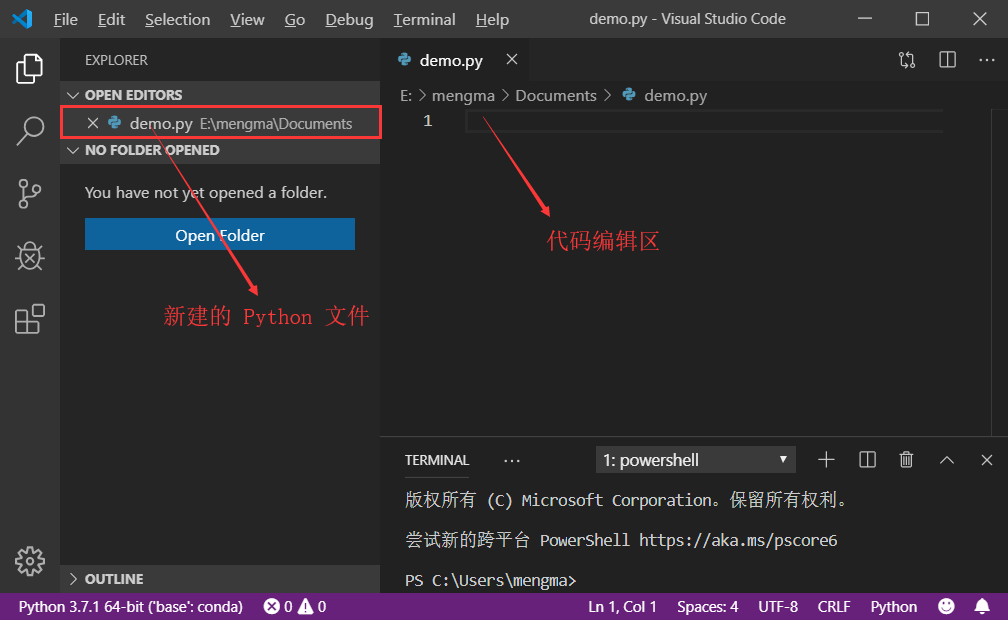 File Edit Selection View Go Debug Terminal Help demo.py - Visual Studio Code
EXPLORER
OPEN EDITORS
demo.py E:\mengma\Documents
NO FOLDER OPENED
You have not yet opened a folder.
Open Folder
新建的 Python 文件
OUTLINE
demo.py
E: > mengma > Documents > demo.py
1
代码编辑区
TERMINAL ... 1: powershell
版权所有 (C) Microsoft Corporation。保留所有权利。
尝试新的跨平台 PowerShell https://aka.ms/pscore6
PS C:\Users\mengma>
Python 3.7.1 64-bit ('base': conda) 0 0 Ln 1, Col 1 Spaces: 4 UTF-8 CRLF Python